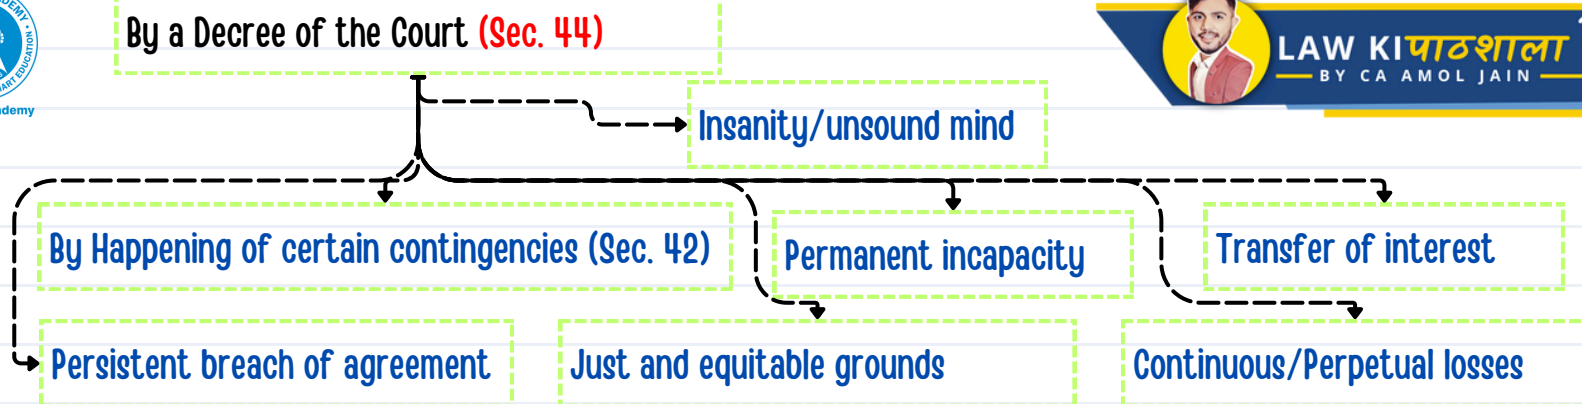 By a Decree of the Court (Sec. 44)
LAW KI पाठशाला
BY CA AMOL JAIN
Insanity/unsound mind
By Happening of certain contingencies (Sec. 42)
Permanent incapacity
Transfer of interest
Persistent breach of agreement
Just and equitable grounds
Continuous/Perpetual losses